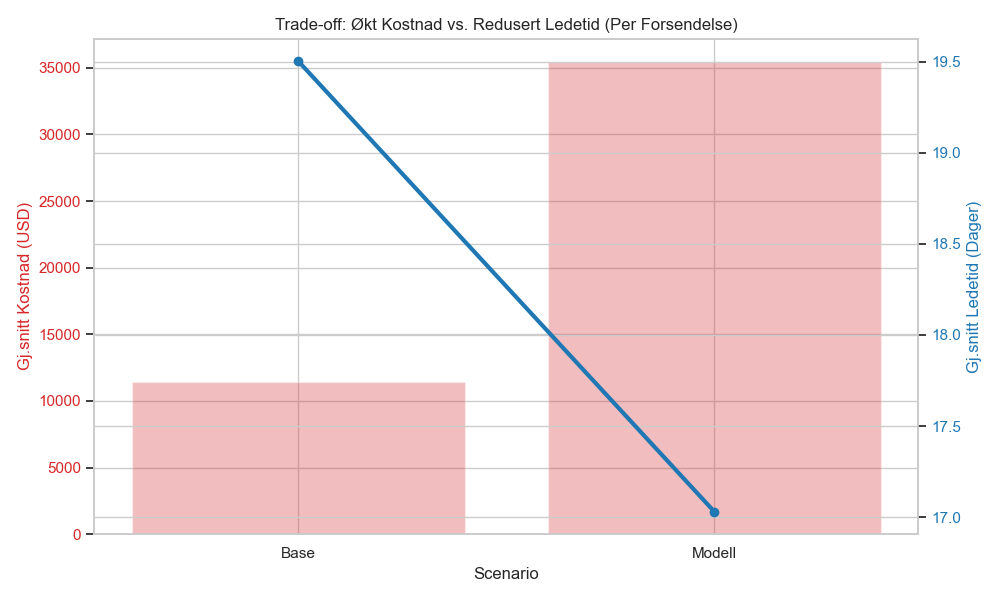 Trade-off: Økt Kostnad vs. Redusert Ledetid (Per Forsendelse)
Gj.snitt Kostnad (USD)
35000
30000
25000
20000
15000
10000
5000
0
19.5
19.0
18.5
18.0
17.5
17.0
Gj.snitt Ledetid (Dager)
Base
Modell
Scenario